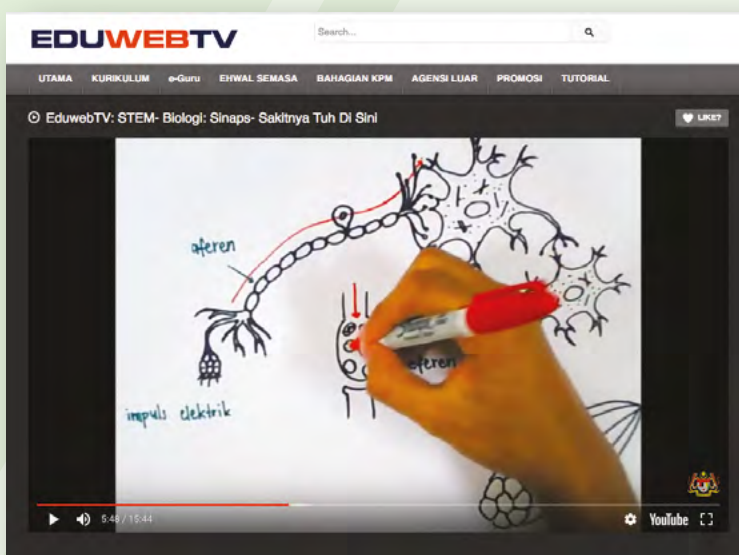 EDUWEBTV
Search...
UTAMA KURIKULUM e-Guru EHWAL SEMASA BAHAGIAN KPM AGENSI LUAR PROMOSI TUTORIAL
EduwebTV: STEM- Biologi: Sinaps- Sakitnya Tuh Di Sini
LIKE?
aferen
eferen
impuls elektrik
5:48 / 15:44
YouTube